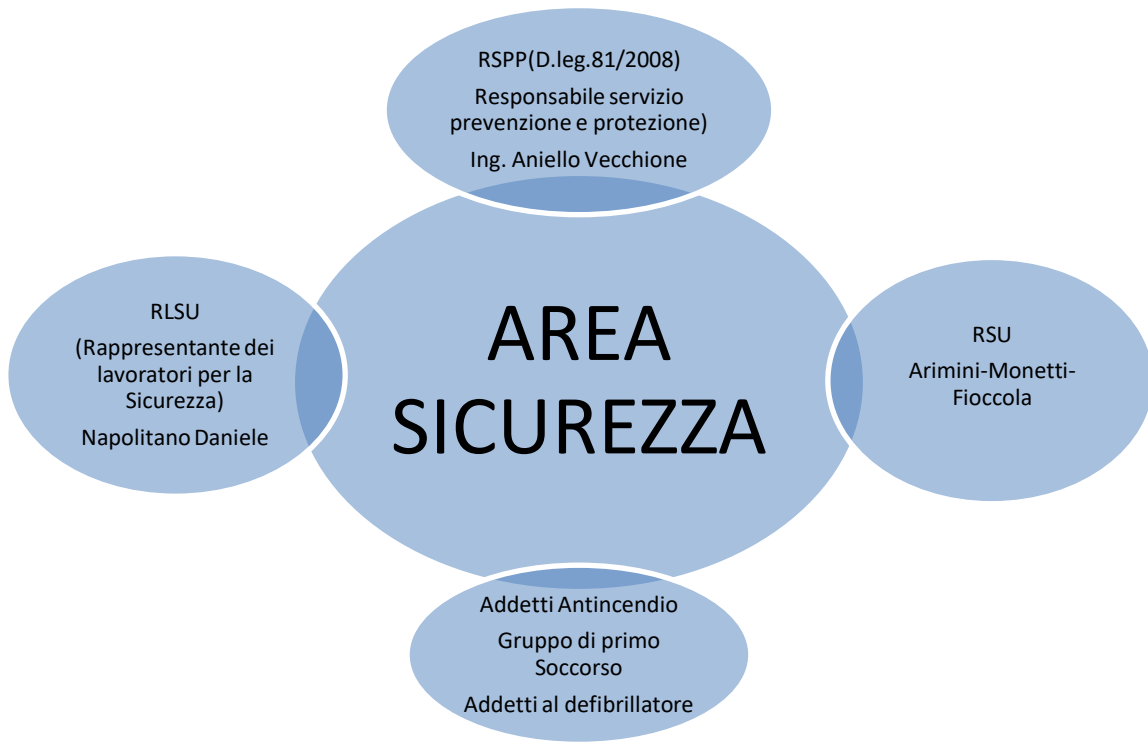 RSPP(D.leg.81/2008)
Responsabile servizio
prevenzione e protezione)
Ing. Aniello Vecchione
RLSU
(Rappresentante dei
lavoratori per la
Sicurezza)
Napolitano Daniele
AREA
SICUREZZA
RSU
Arimini-Monetti-
Fioccola
Addetti Antincendio
Gruppo di primo
Soccorso
Addetti al defibrillatore